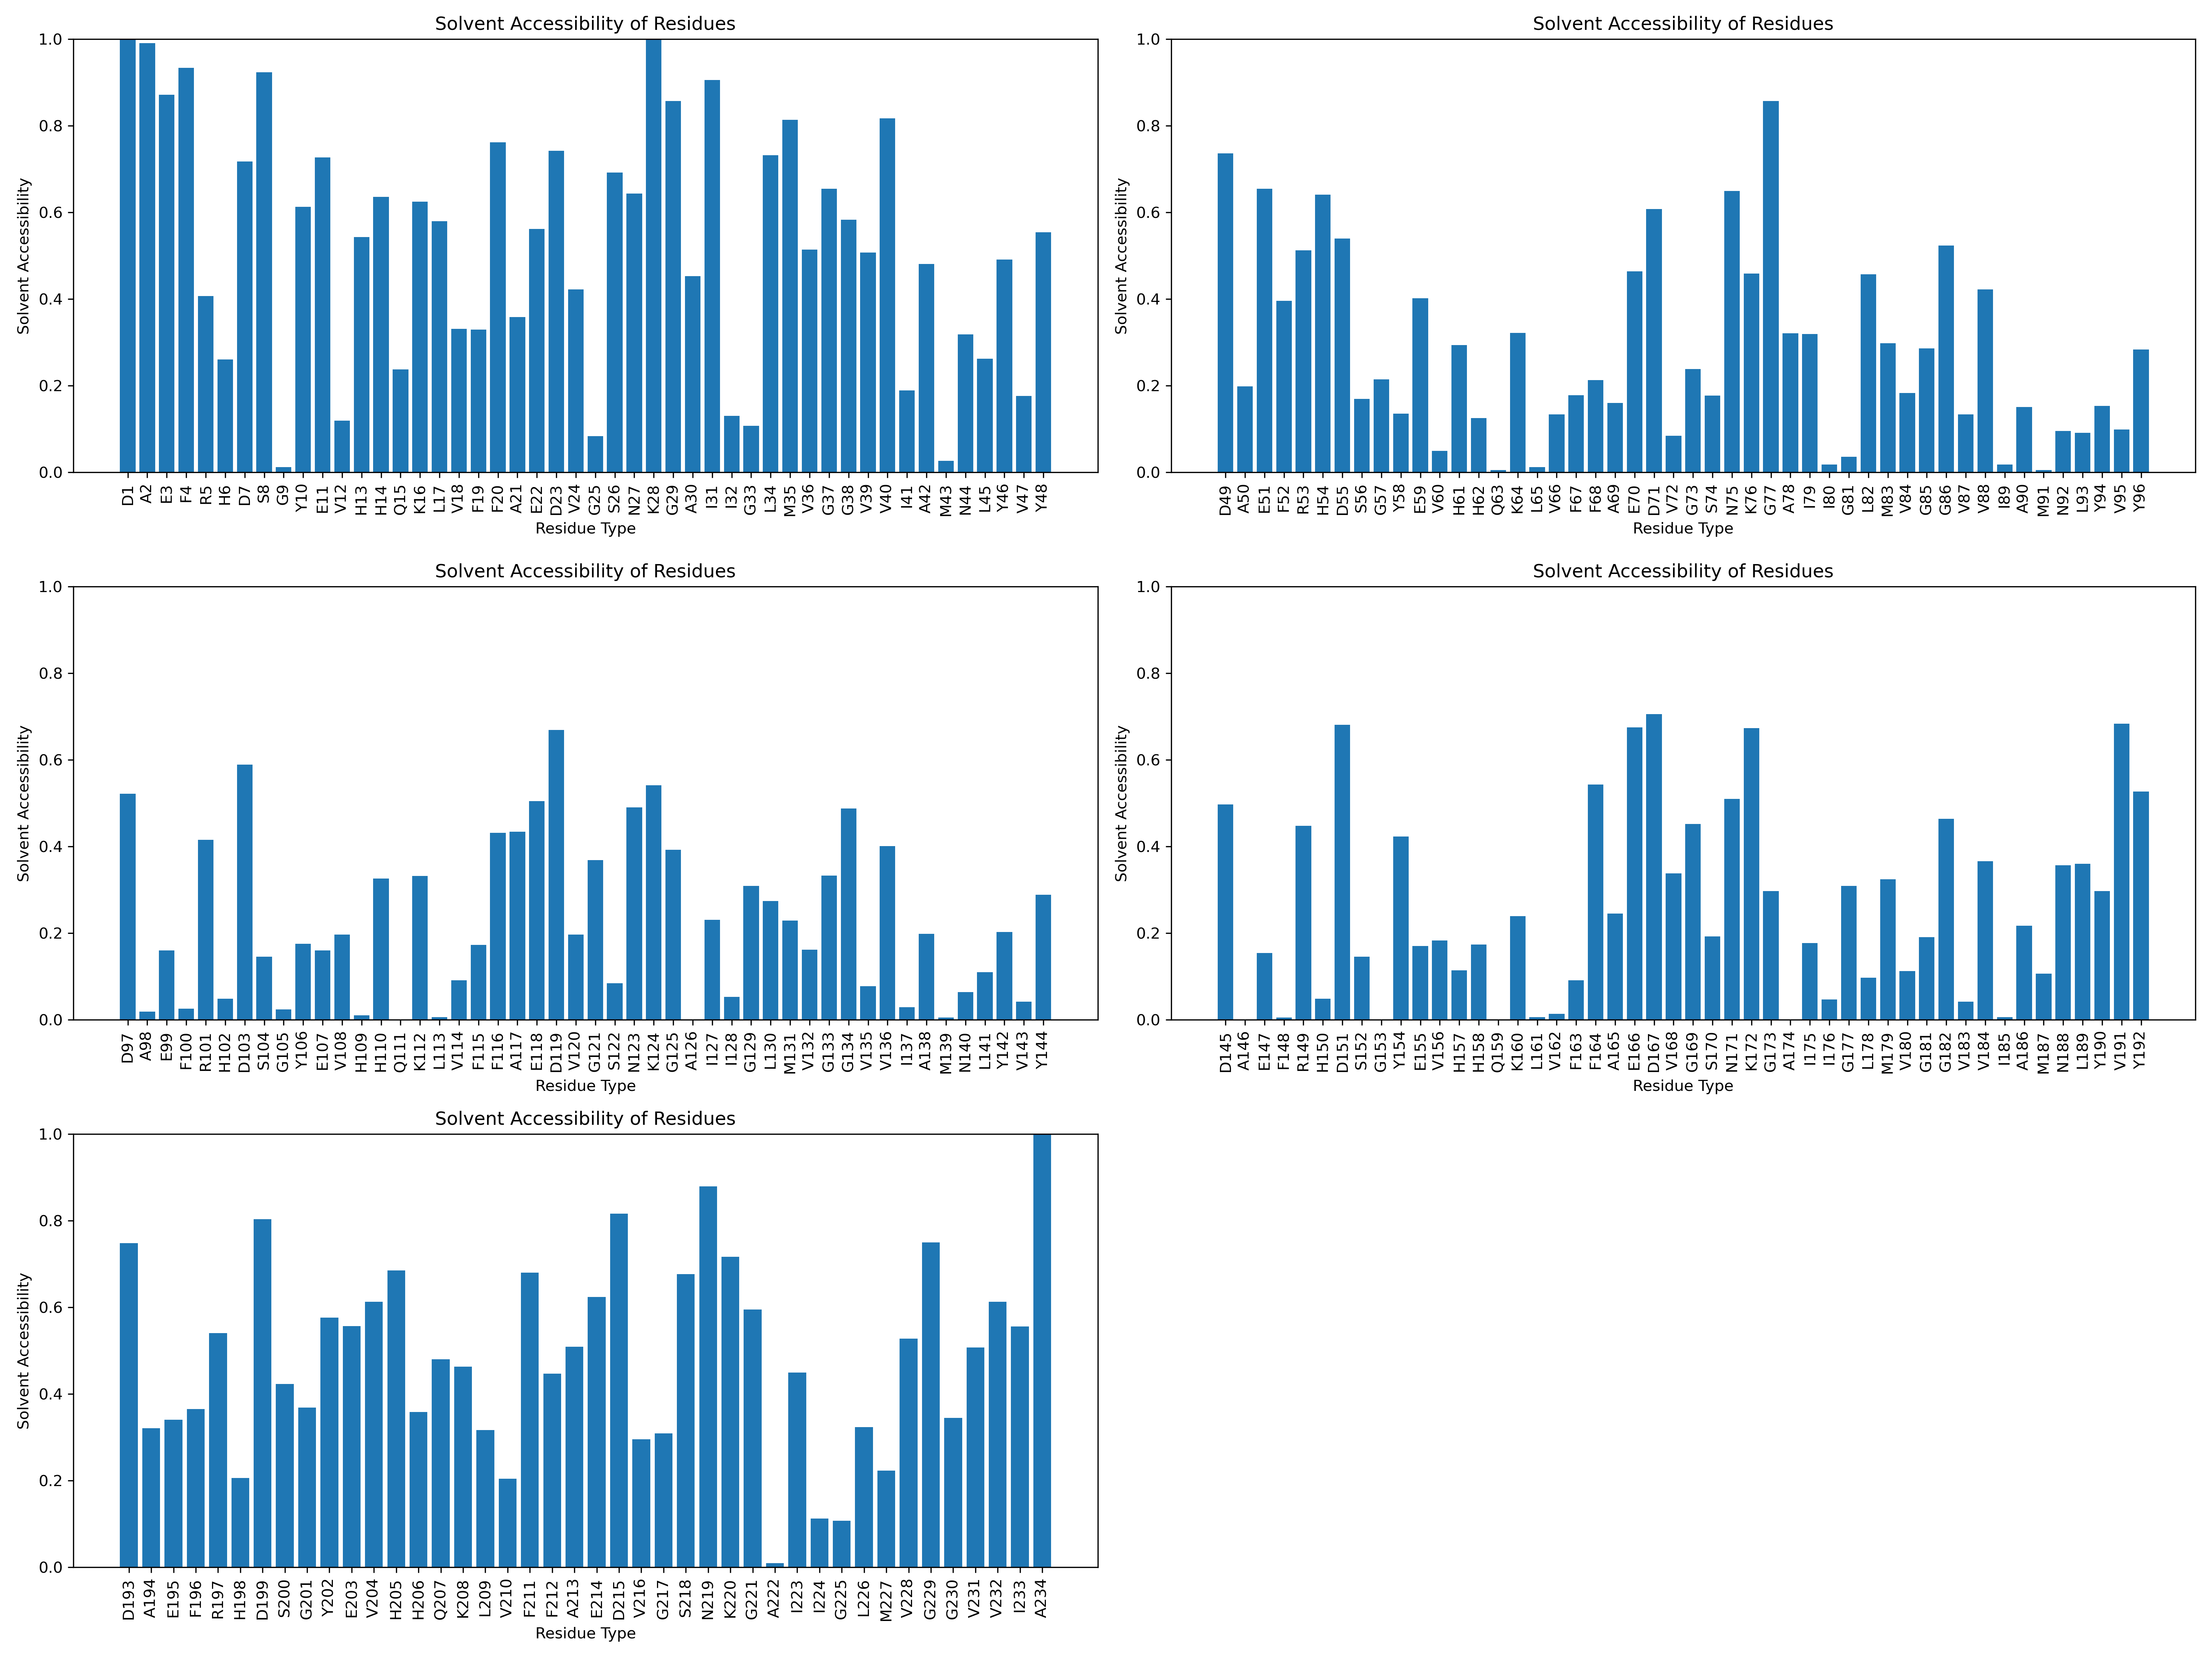 Solvent Accessibility of Residues
Solvent Accessibility
1.0
0.8
0.6
0.4
0.2
0.0
D1 A2 E3 F4 R5 H6 D7 S8 G9 Y10 E11 V12 H13 H14 Q15 K16 L17 V18 F19 F20 A21 E22 D23 V24 G25 S26 N27 K28 G29 A30 I31 I32 G33 L34 M35 V36 G37 G38 V39 V40 I41 A42 M43 N44 L45 Y46 V47 Y48
Residue Type
Solvent Accessibility of Residues
Solvent Accessibility
1.0
0.8
0.6
0.4
0.2
0.0
D49 A50 E51 F52 R53 H54 D55 S56 G57 Y58 E59 V60 H61 H62 Q63 K64 L65 V66 F67 F68 A69 E70 D71 V72 G73 S74 N75 K76 G77 A78 I79 I80 G81 L82 M83 V84 G85 G86 V87 V88 I89 A90 M91 N92 L93 Y94 V95 Y96
Residue Type
Solvent Accessibility of Residues
Solvent Accessibility
1.0
0.8
0.6
0.4
0.2
0.0
D97 A98 E99 F100 R101 H102 D103 S104 G105 Y106 E107 V108 H109 H110 Q111 K112 L113 V114 F115 F116 A117 E118 D119 V120 G121 S122 N123 K124 G125 A126 I127 I128 G129 L130 M131 V132 G133 G134 V135 V136 I137 A138 M139 N140 L141 Y142 V143 Y144
Residue Type
Solvent Accessibility of Residues
Solvent Accessibility
1.0
0.8
0.6
0.4
0.2
0.0
D145 A146 E147 F148 R149 H150 D151 S152 G153 Y154 E155 V156 H157 H158 Q159 K160 L161 V162 F163 F164 A165 E166 D167 V168 G169 S170 N171 K172 G173 A174 I175 I176 G177 L178 M179 V180 G181 G182 V183 V184 I185 A186 M187 N188 L189 Y190 V191 Y192
Residue Type
Solvent Accessibility of Residues
Solvent Accessibility
1.0
0.8
0.6
0.4
0.2
0.0
D193 A194 E195 F196 R197 H198 D199 S200 G201 Y202 E203 V204 H205 H206 Q207 K208 L209 V210 F211 F212 A213 E214 D215 V216 G217 S218 N219 K220 G221 A222 I223 I224 G225 L226 M227 V228 G229 G230 V231 V232 I233 A234
Residue Type